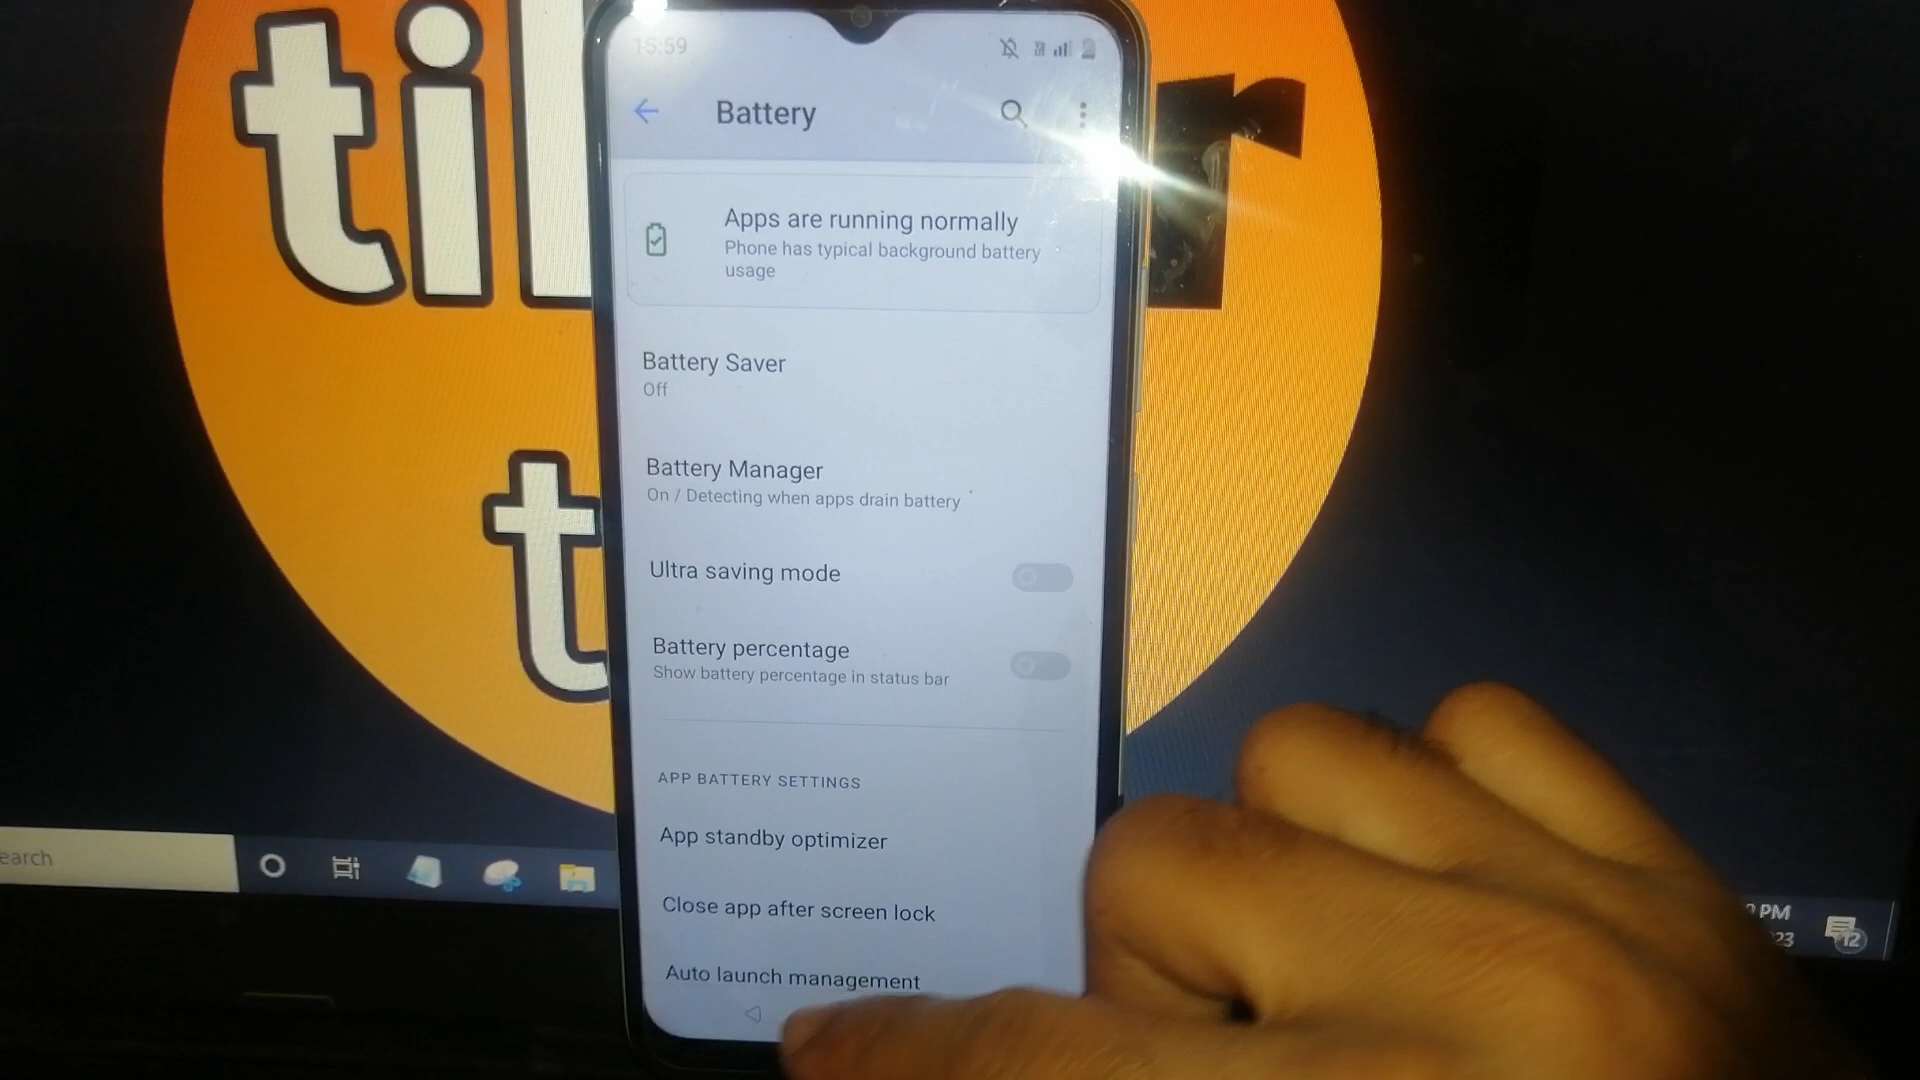 15:59
Battery
Apps are running normally
Phone has typical background battery
usage
Battery Saver
Off
Battery Manager
On / Detecting when apps drain battery
Ultra saving mode
Battery percentage
Show battery percentage in status bar
APP BATTERY SETTINGS
App standby optimizer
Close app after screen lock
Auto launch management
ti
r
t
earch
PM
23
12